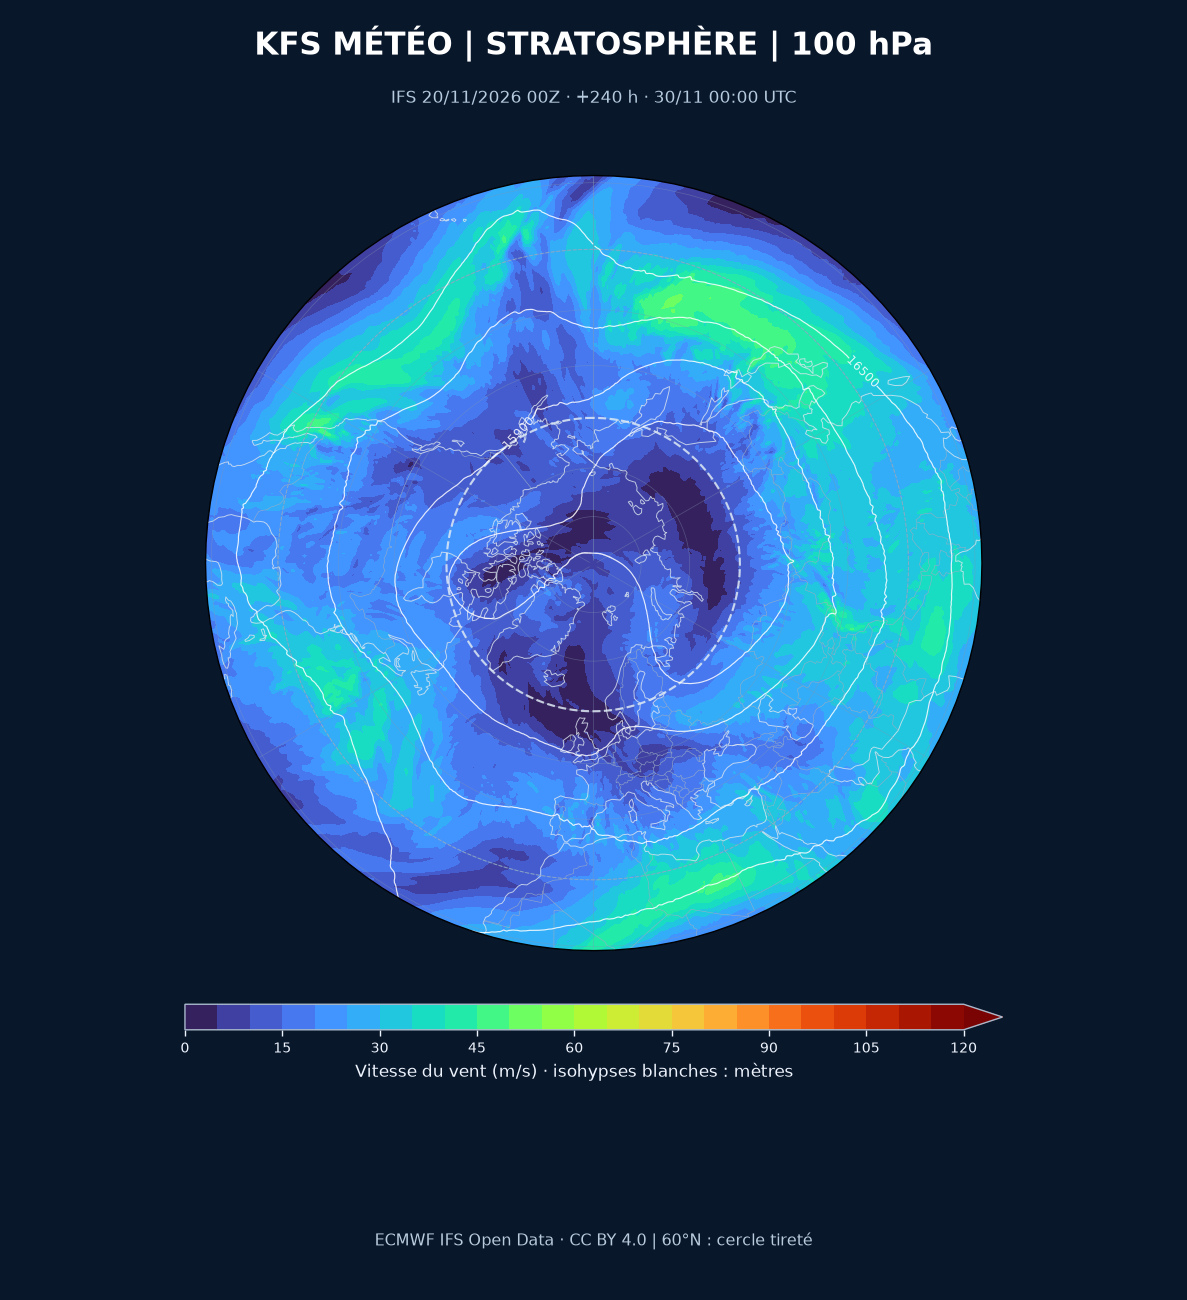 KFS MÉTÉO | STRATOSPHÈRE | 100 hPa
IFS 20/11/2026 00Z · +240 h · 30/11 00:00 UTC
16500
15900
0 15 30 45 60 75 90 105 120
Vitesse du vent (m/s) · isohypses blanches : mètres
ECMWF IFS Open Data · CC BY 4.0 | 60°N : cercle tireté